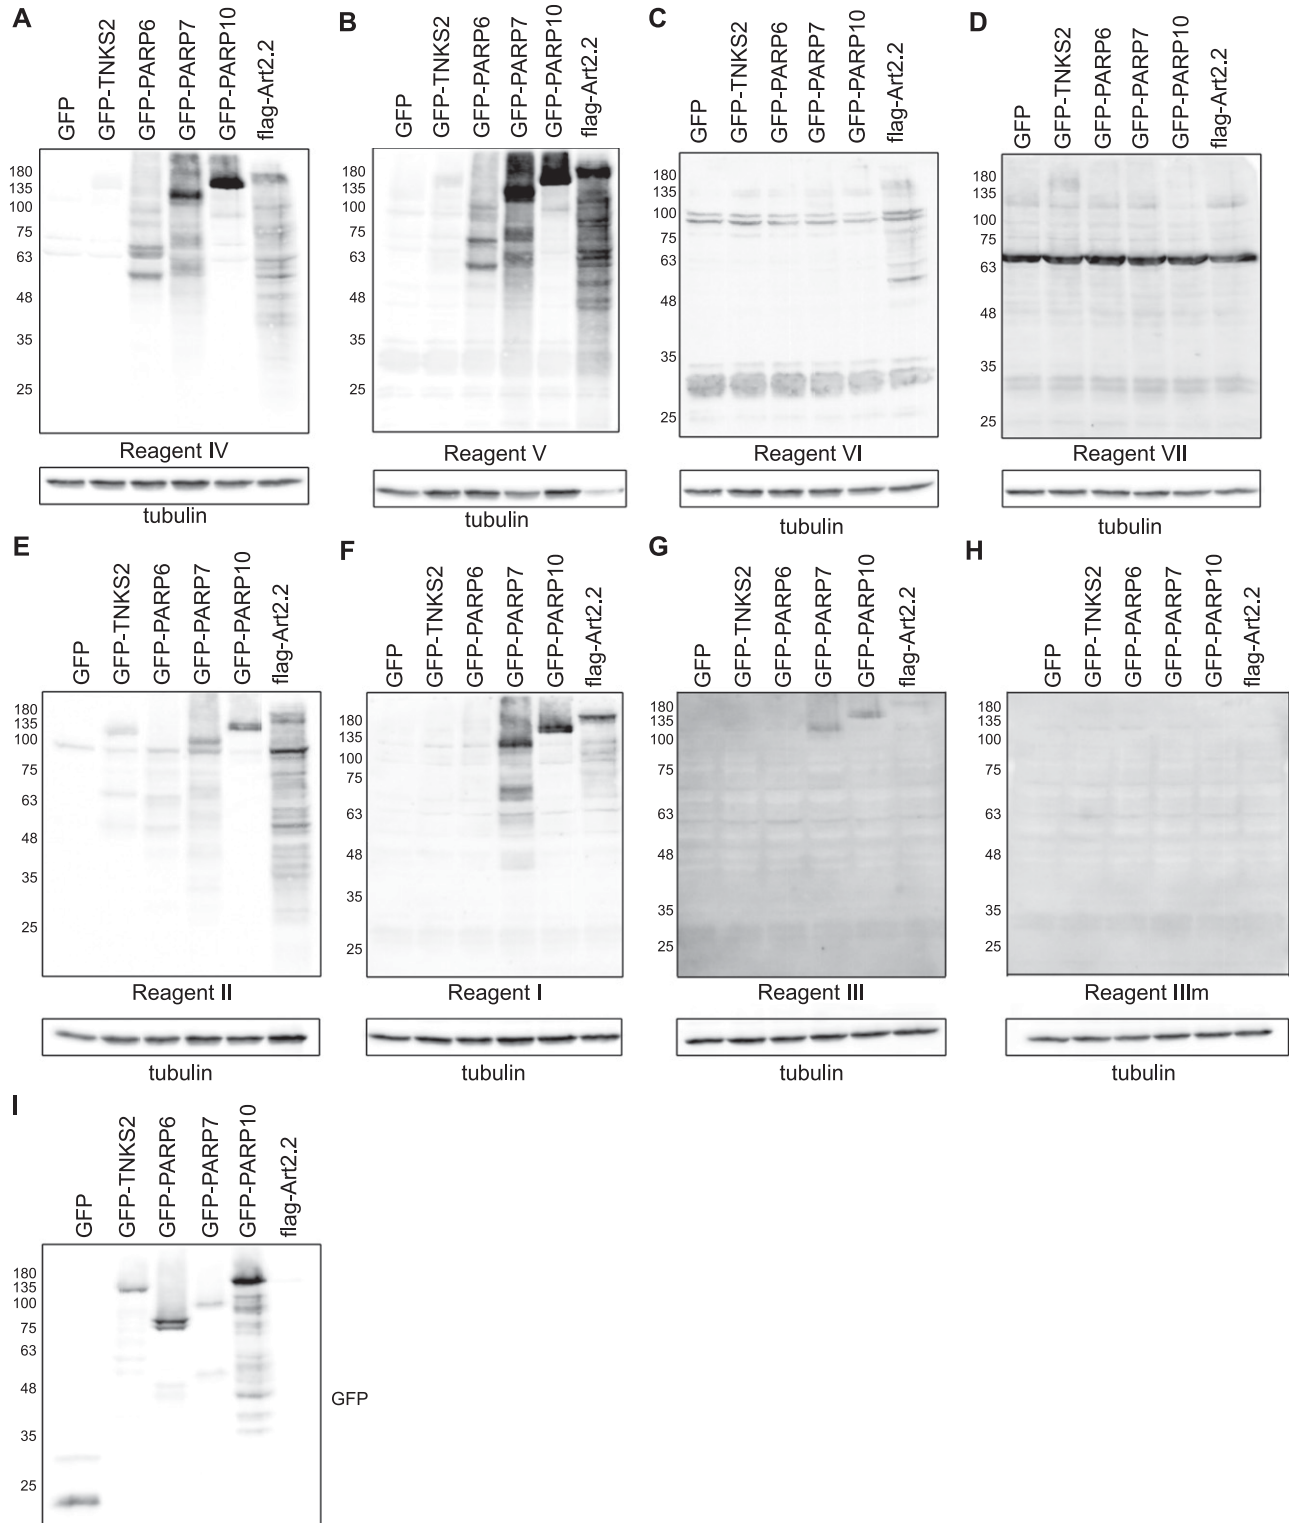 A
GFP
GFP-TNKS2
GFP-PARP6
GFP-PARP7
GFP-PARP10
flag-Art2.2
180
135
100
75
63
48
35
25
Reagent IV
tubulin
B
GFP
GFP-TNKS2
GFP-PARP6
GFP-PARP7
GFP-PARP10
flag-Art2.2
180
135
100
75
63
48
35
25
Reagent V
tubulin
C
GFP
GFP-TNKS2
GFP-PARP6
GFP-PARP7
GFP-PARP10
flag-Art2.2
180
135
100
75
63
48
35
25
Reagent VI
tubulin
D
GFP
GFP-TNKS2
GFP-PARP6
GFP-PARP7
GFP-PARP10
flag-Art2.2
180
135
100
75
63
48
35
25
Reagent VII
tubulin
E
GFP
GFP-TNKS2
GFP-PARP6
GFP-PARP7
GFP-PARP10
flag-Art2.2
180
135
100
75
63
48
35
25
Reagent II
tubulin
F
GFP
GFP-TNKS2
GFP-PARP6
GFP-PARP7
GFP-PARP10
flag-Art2.2
180
135
100
75
63
48
35
25
Reagent I
tubulin
G
GFP
GFP-TNKS2
GFP-PARP6
GFP-PARP7
GFP-PARP10
flag-Art2.2
180
135
100
75
63
48
35
25
Reagent III
tubulin
H
GFP
GFP-TNKS2
GFP-PARP6
GFP-PARP7
GFP-PARP10
flag-Art2.2
180
135
100
75
63
48
35
25
Reagent IIIm
tubulin
I
GFP
GFP-TNKS2
GFP-PARP6
GFP-PARP7
GFP-PARP10
flag-Art2.2
180
135
100
75
63
48
35
25
GFP